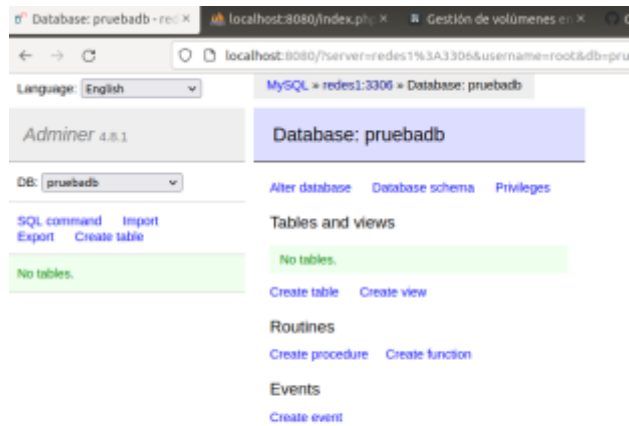 Database: pruebadb - red
localhost:8080/index.php
Gestión de volúmenes en
localhost:8080/?server=redes1%3A3306&username=root&db=pru
Language: English
MySQL » redes1:3306 » Database: pruebadb
Adminer 4.8.1
Database: pruebadb
DB: pruebadb
Alter database Database schema Privileges
SQL command Import
Export Create table
Tables and views
No tables.
No tables.
Create table Create view
Routines
Create procedure Create function
Events
Create event